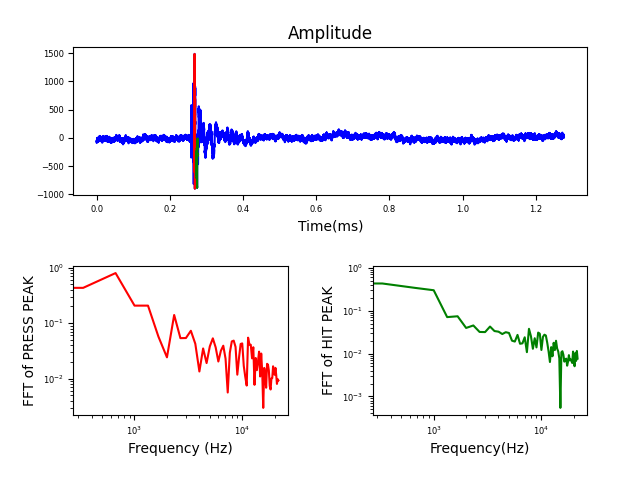 Amplitude
1500
1000
500
0
−500
−1000
0.0 0.2 0.4 0.6 0.8 1.0 1.2
Time(ms)
FFT of PRESS PEAK
10⁰
10⁻¹
10⁻²
10³ 10⁴
Frequency (Hz)
FFT of HIT PEAK
10⁰
10⁻¹
10⁻²
10⁻³
10³ 10⁴
Frequency(Hz)